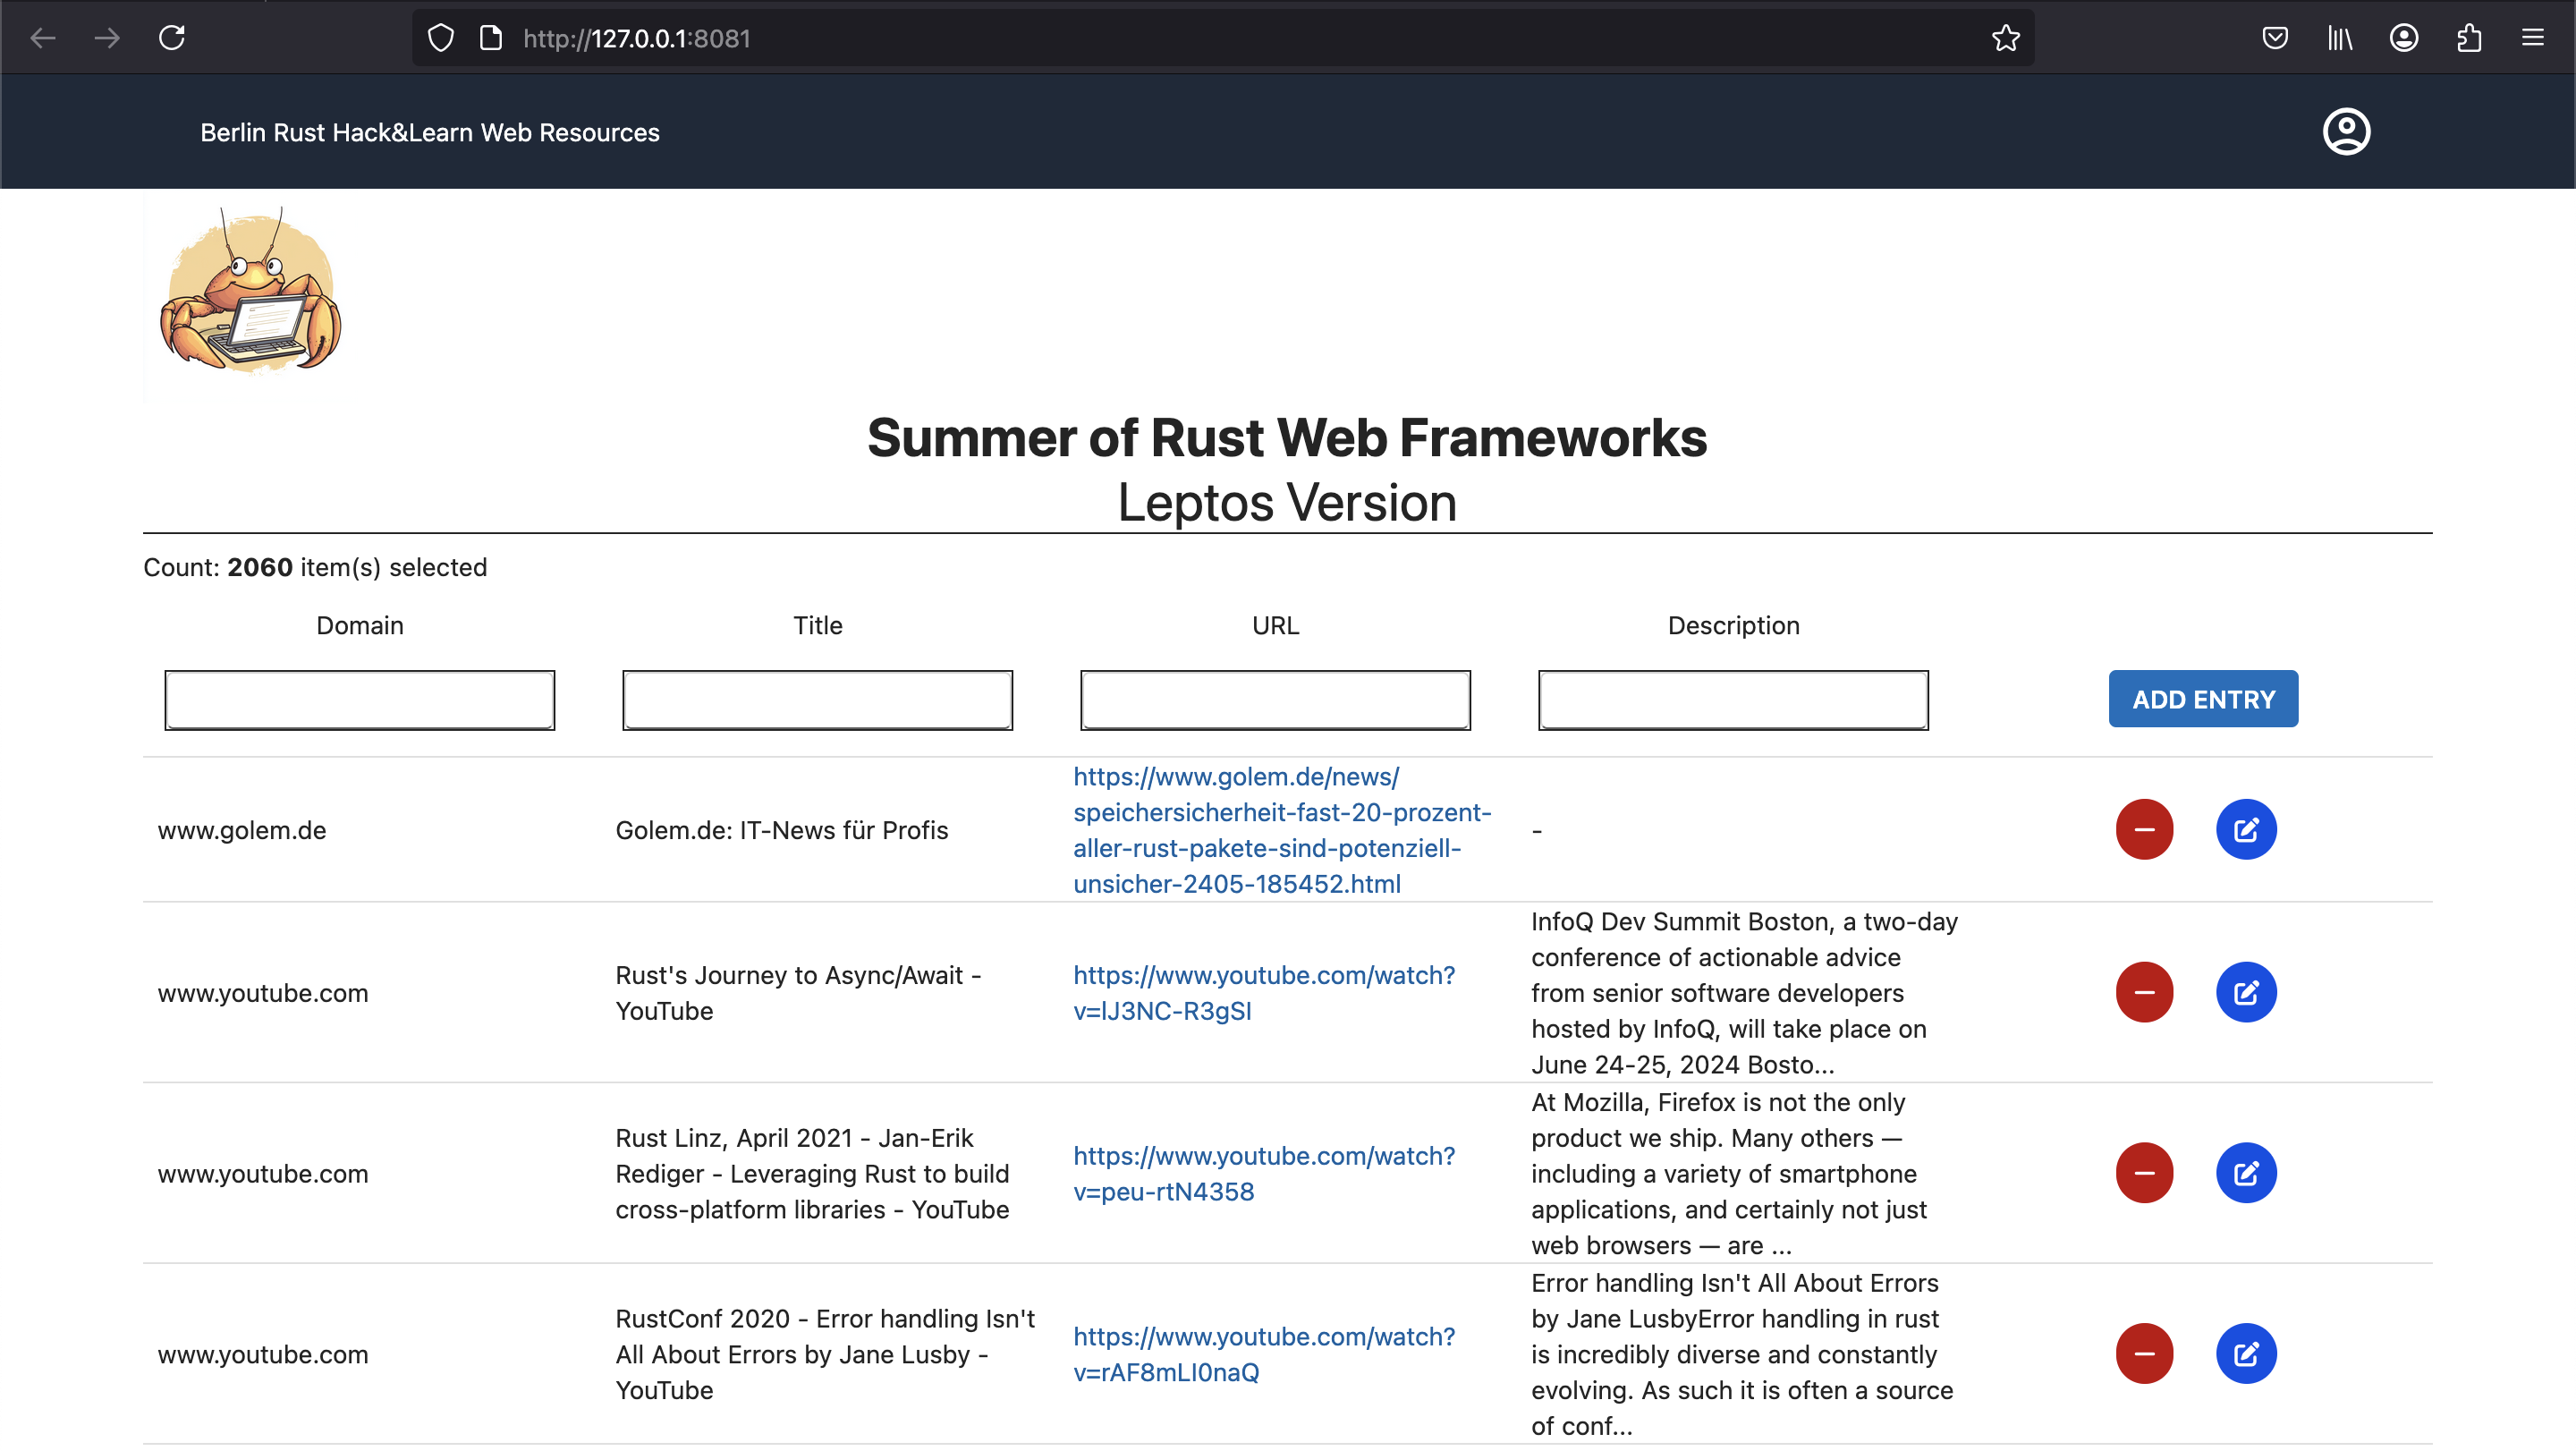 http://127.0.0.1:8081
Berlin Rust Hack&Learn Web Resources
Summer of Rust Web Frameworks
Leptos Version
Count: 2060 item(s) selected
Domain Title URL Description
ADD ENTRY
www.golem.de
Golem.de: IT-News für Profis
https://www.golem.de/news/
speichersicherheit-fast-20-prozent-
aller-rust-pakete-sind-potenziell-
unsicher-2405-185452.html
-
www.youtube.com
Rust's Journey to Async/Await -
YouTube
https://www.youtube.com/watch?
v=lJ3NC-R3gSI
InfoQ Dev Summit Boston, a two-day
conference of actionable advice
from senior software developers
hosted by InfoQ, will take place on
June 24-25, 2024 Bosto...
www.youtube.com
Rust Linz, April 2021 - Jan-Erik
Rediger - Leveraging Rust to build
cross-platform libraries - YouTube
https://www.youtube.com/watch?
v=peu-rtN4358
At Mozilla, Firefox is not the only
product we ship. Many others —
including a variety of smartphone
applications, and certainly not just
web browsers — are ...
www.youtube.com
RustConf 2020 - Error handling Isn't
All About Errors by Jane Lusby -
YouTube
https://www.youtube.com/watch?
v=rAF8mLI0naQ
Error handling Isn't All About Errors
by Jane LusbyError handling in rust
is incredibly diverse and constantly
evolving. As such it is often a source
of conf...